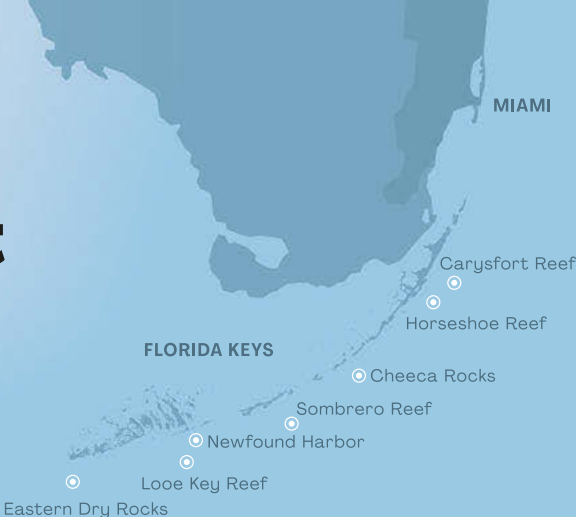 MIAMI
Carysfort Reef
Horseshoe Reef
FLORIDA KEYS
Cheeca Rocks
Sombrero Reef
Newfound Harbor
Looe Key Reef
Eastern Dry Rocks